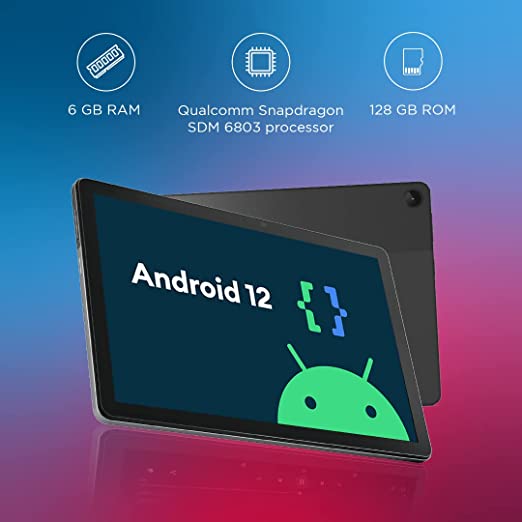 6 GB RAM
Qualcomm Snapdragon
SDM 6803 processor
128 GB ROM
Android 12